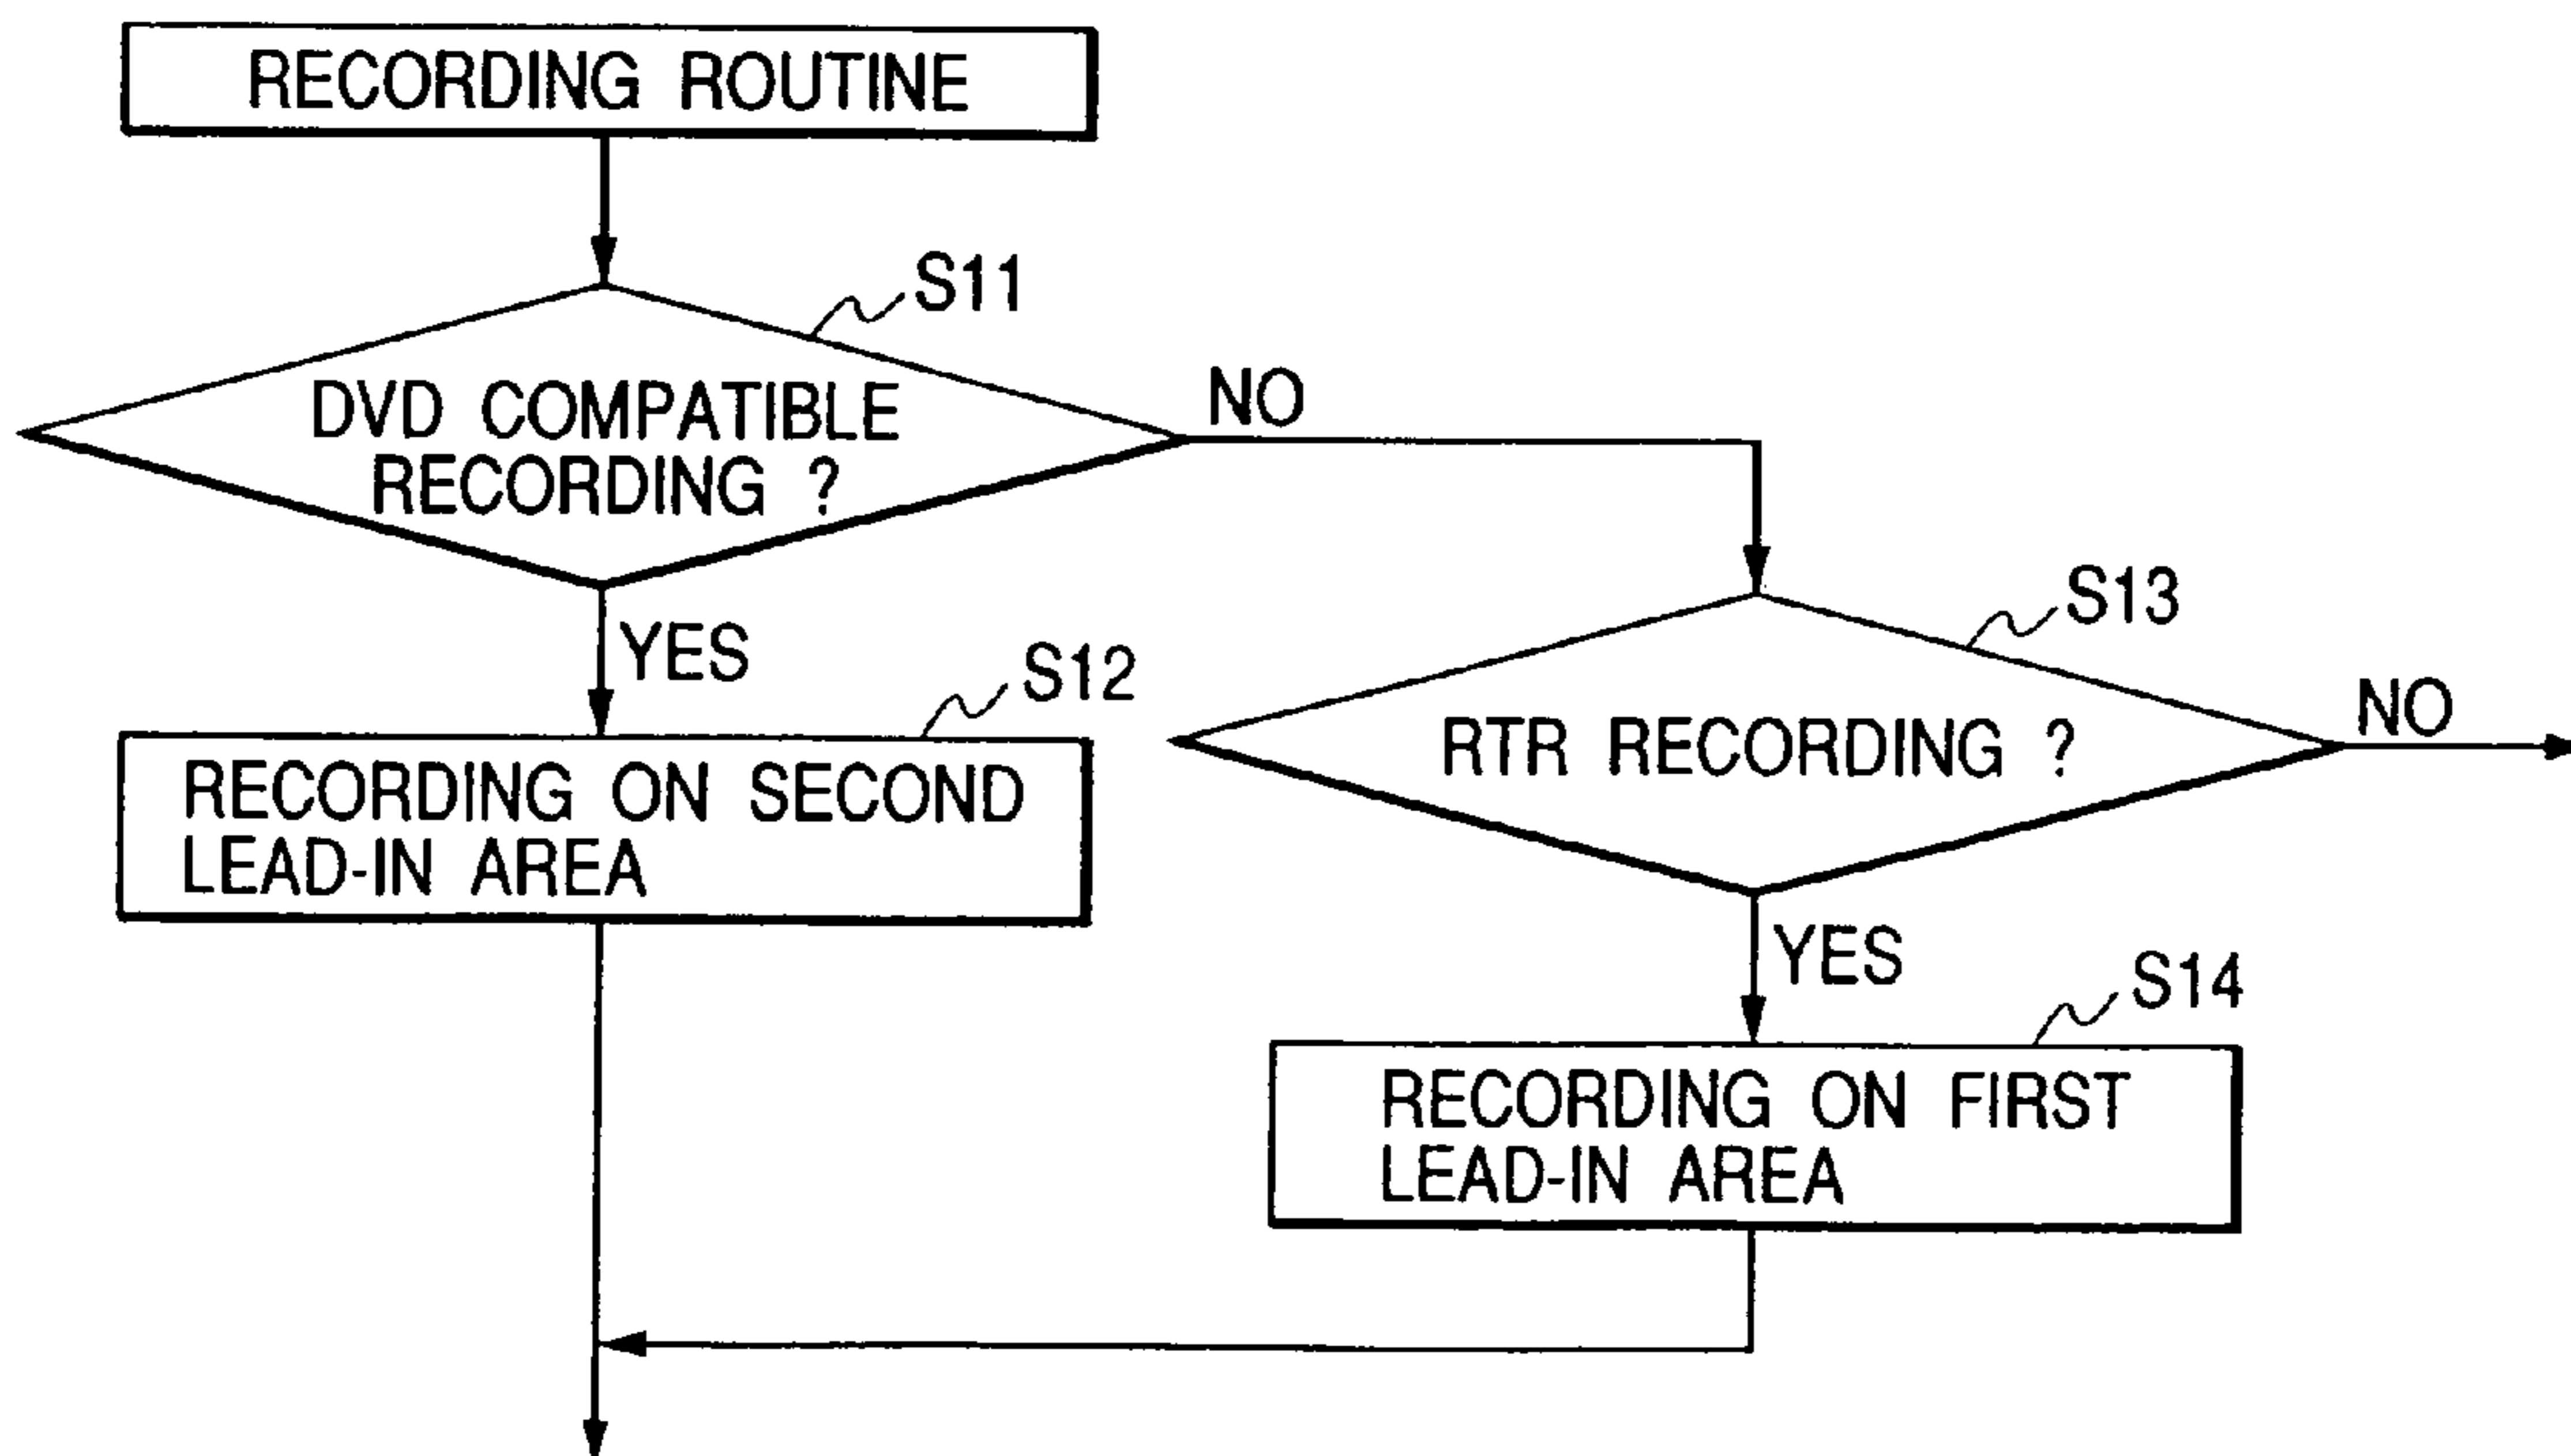 RECORDING ROUTINE
S11
DVD COMPATIBLE
RECORDING ?
NO
YES
S12
RECORDING ON SECOND
LEAD-IN AREA
S13
RTR RECORDING ?
NO
YES
S14
RECORDING ON FIRST
LEAD-IN AREA